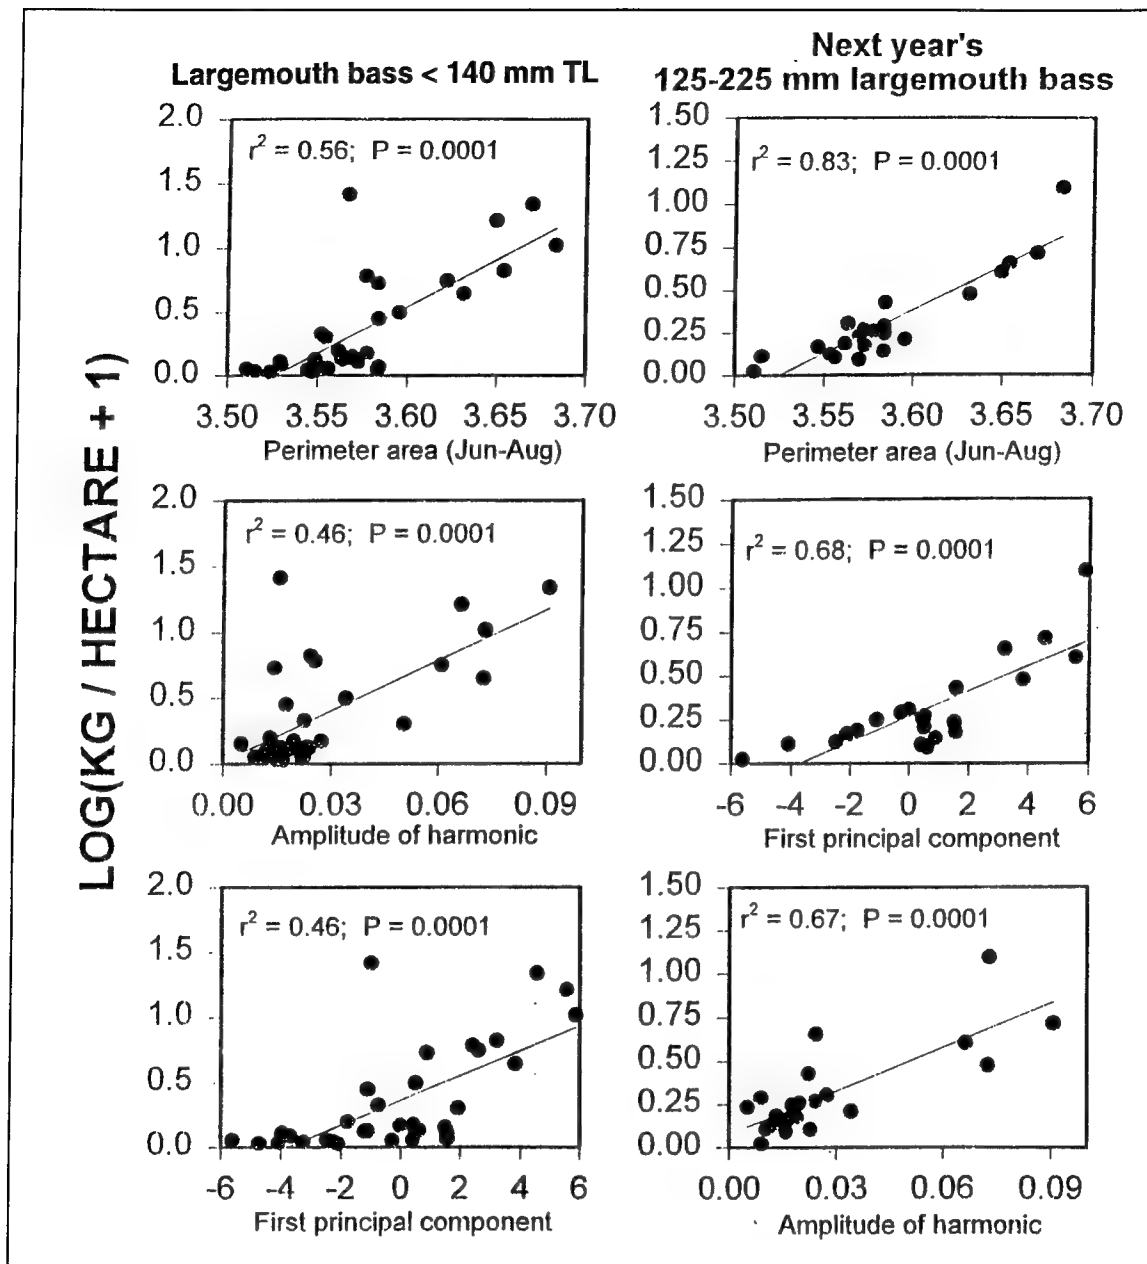 Largemouth bass < 140 mm TL
Next year's
125-225 mm largemouth bass
LOG(KG / HECTARE + 1)
r² = 0.56; P = 0.0001
2.0
1.5
1.0
0.5
0.0
3.50 3.55 3.60 3.65 3.70
Perimeter area (Jun-Aug)
r² = 0.83; P = 0.0001
1.50
1.25
1.00
0.75
0.50
0.25
0.00
3.50 3.55 3.60 3.65 3.70
Perimeter area (Jun-Aug)
r² = 0.46; P = 0.0001
2.0
1.5
1.0
0.5
0.0
0.00 0.03 0.06 0.09
Amplitude of harmonic
r² = 0.68; P = 0.0001
1.50
1.25
1.00
0.75
0.50
0.25
0.00
-6 -4 -2 0 2 4 6
First principal component
r² = 0.46; P = 0.0001
2.0
1.5
1.0
0.5
0.0
-6 -4 -2 0 2 4 6
First principal component
r² = 0.67; P = 0.0001
1.50
1.25
1.00
0.75
0.50
0.25
0.00
0.00 0.03 0.06 0.09
Amplitude of harmonic